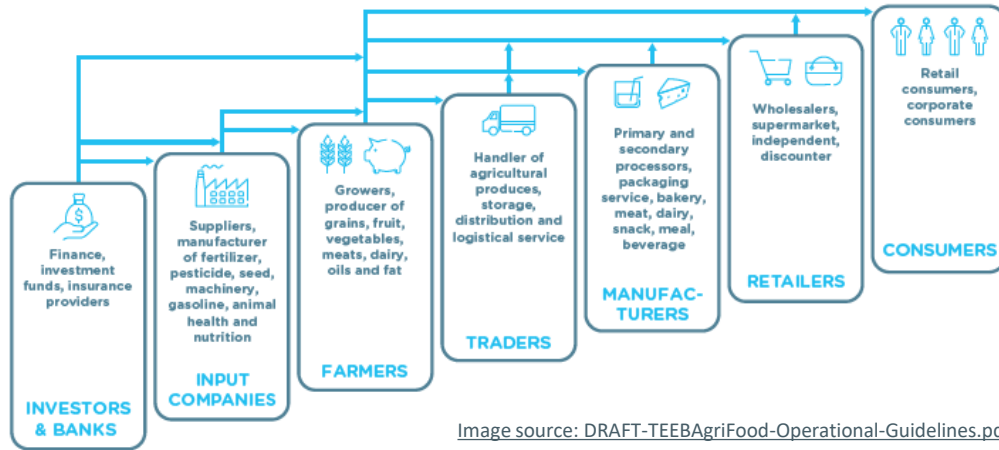 Finance,
investment
funds, insurance
providers
INVESTORS
& BANKS
Suppliers,
manufacturer
of fertilizer,
pesticide, seed,
machinery,
gasoline, animal
health and
nutrition
INPUT
COMPANIES
Growers,
producer of
grains, fruit,
vegetables,
meats, dairy,
oils and fat
FARMERS
Handler of
agricultural
produces,
storage,
distribution and
logistical service
TRADERS
Primary and
secondary
processors,
packaging
service, bakery,
meat, dairy,
snack, meal,
beverage
MANUFAC-
TURERS
Wholesalers,
supermarket,
independent,
discounter
RETAILERS
Retail
consumers,
corporate
consumers
CONSUMERS
$
Image source: DRAFT-TEEBAgriFood-Operational-Guidelines.pd